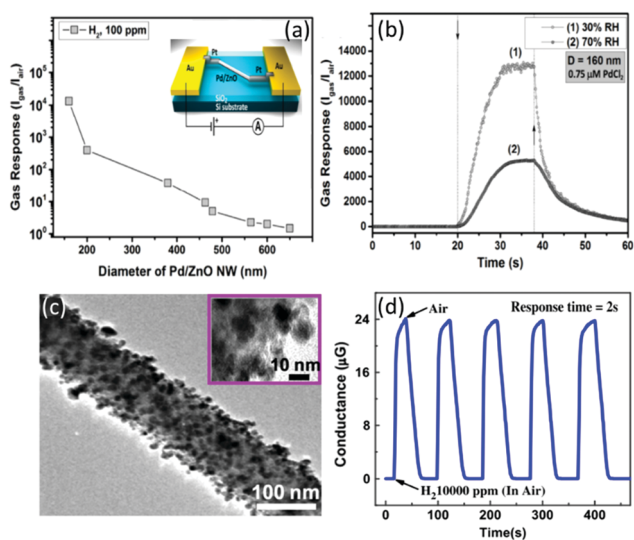 (a)
H2, 100 ppm
Gas Response (Igas/Iair)
10^5
10^4
10^3
10^2
10^1
10^0
200
300
400
500
600
Diameter of Pd/ZnO NW (nm)
Pt
Pt
Au
Au
Pd/ZnO
SiO2
Si substrate
+
A
(b)
(1) 30% RH
(2) 70% RH
D = 160 nm
0.75 μM PdCl2
(1)
(2)
Gas Response (Igas/Iair)
14000
12000
10000
8000
6000
4000
2000
0
0
10
20
30
40
50
60
Time (s)
(c)
10 nm
100 nm
(d)
Air
Response time = 2s
Conductance (μG)
24
16
8
0
H210000 ppm (In Air)
0
100
200
300
400
Time(s)